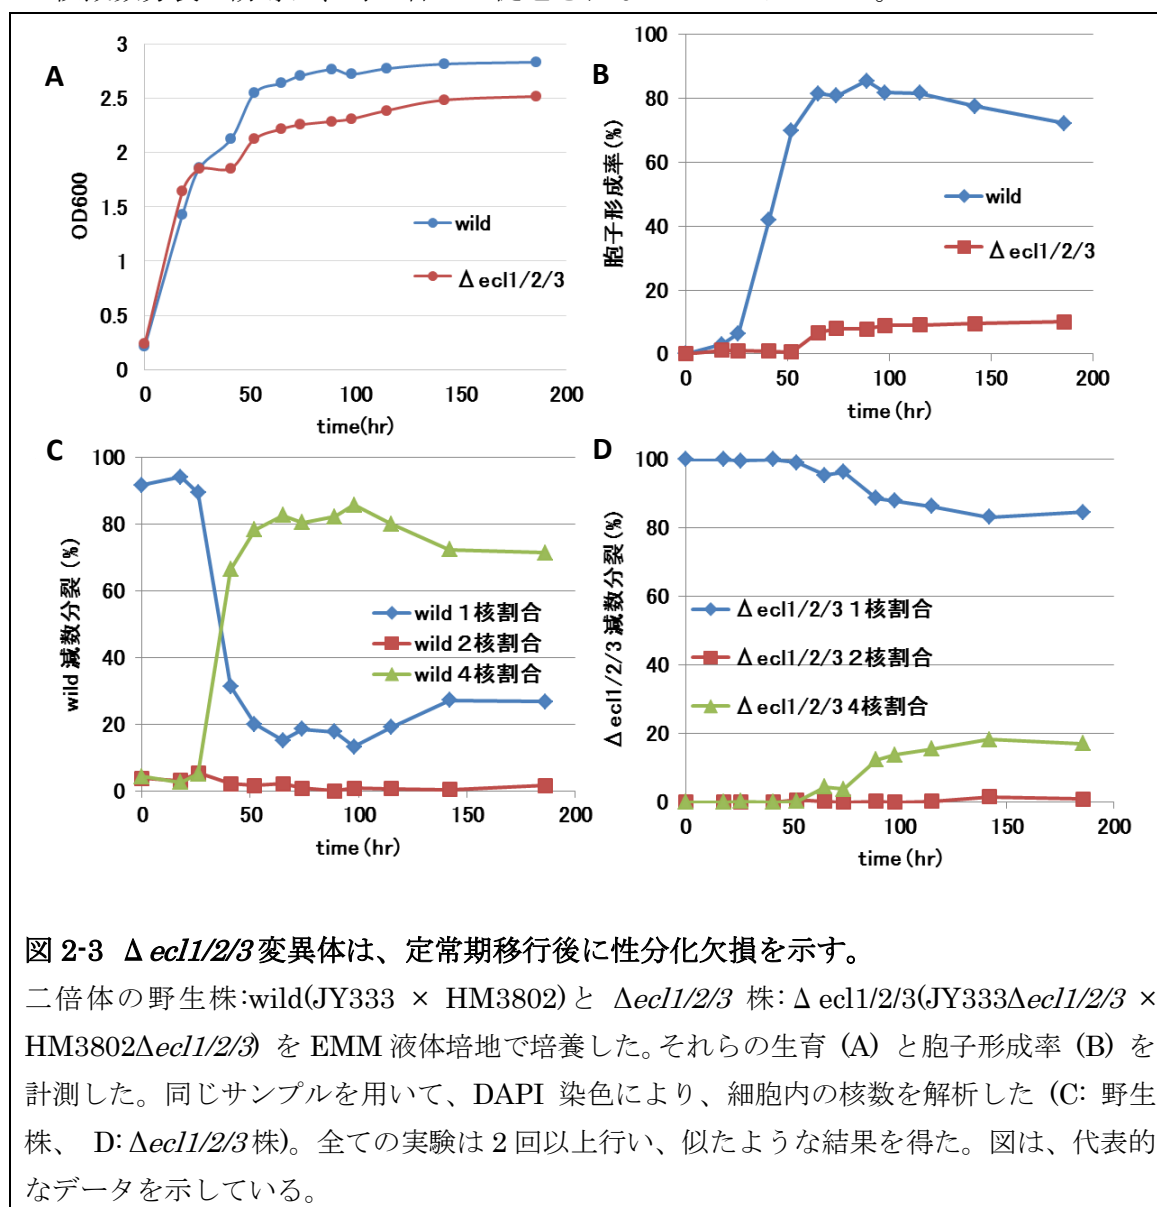 A
3
2.5
2
1.5
1
0.5
0
OD600
wild
Δ ecl1/2/3
0
50
100
150
200
time(hr)
B
100
80
60
40
20
0
胞子形成率(%)
wild
Δ ecl1/2/3
0
50
100
150
200
time (hr)
C
100
80
60
40
20
0
wild 減数分裂 (%)
wild 1核割合
wild 2核割合
wild 4核割合
0
50
100
150
200
time (hr)
D
100
80
60
40
20
0
Δecl1/2/3 減数分裂(%)
Δ ecl1/2/3 1核割合
Δ ecl1/2/3 2核割合
Δ ecl1/2/3 4核割合
0
50
100
150
200
time (hr)
図 2-3 Δecl1/2/3 変異体は、定常期移行後に性分化欠損を示す。
二倍体の野生株:wild(JY333 × HM3802)と Δecl1/2/3 株: Δ ecl1/2/3(JY333Δecl1/2/3 ×
HM3802Δecl1/2/3) を EMM 液体培地で培養した。それらの生育 (A) と胞子形成率 (B) を
計測した。同じサンプルを用いて、DAPI 染色により、細胞内の核数を解析した (C: 野生
株、 D: Δecl1/2/3 株)。全ての実験は 2 回以上行い、似たような結果を得た。図は、代表的
なデータを示している。